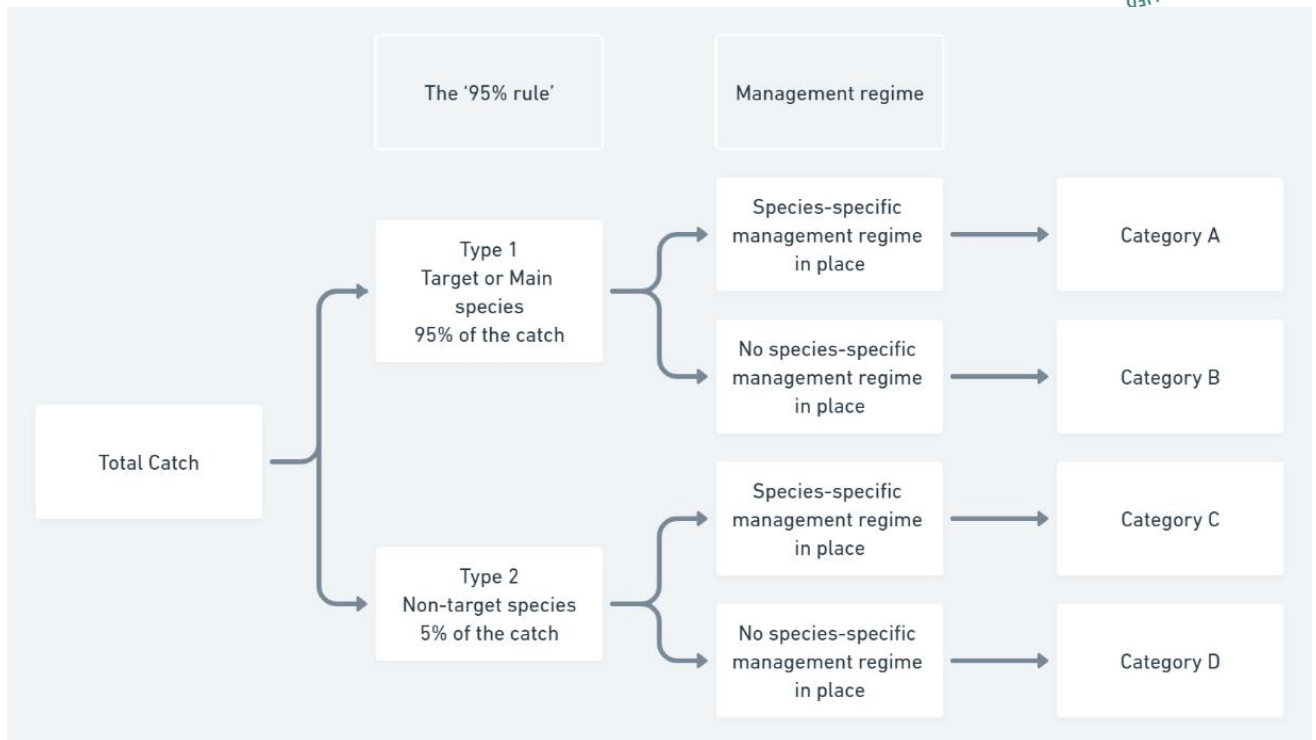 The ‘95% rule’
Management regime
Species-specific
management regime
in place
Category A
Type 1
Target or Main
species
95% of the catch
No species-specific
management regime
in place
Category B
Total Catch
Species-specific
management regime
in place
Category C
Type 2
Non-target species
5% of the catch
No species-specific
management regime
in place
Category D